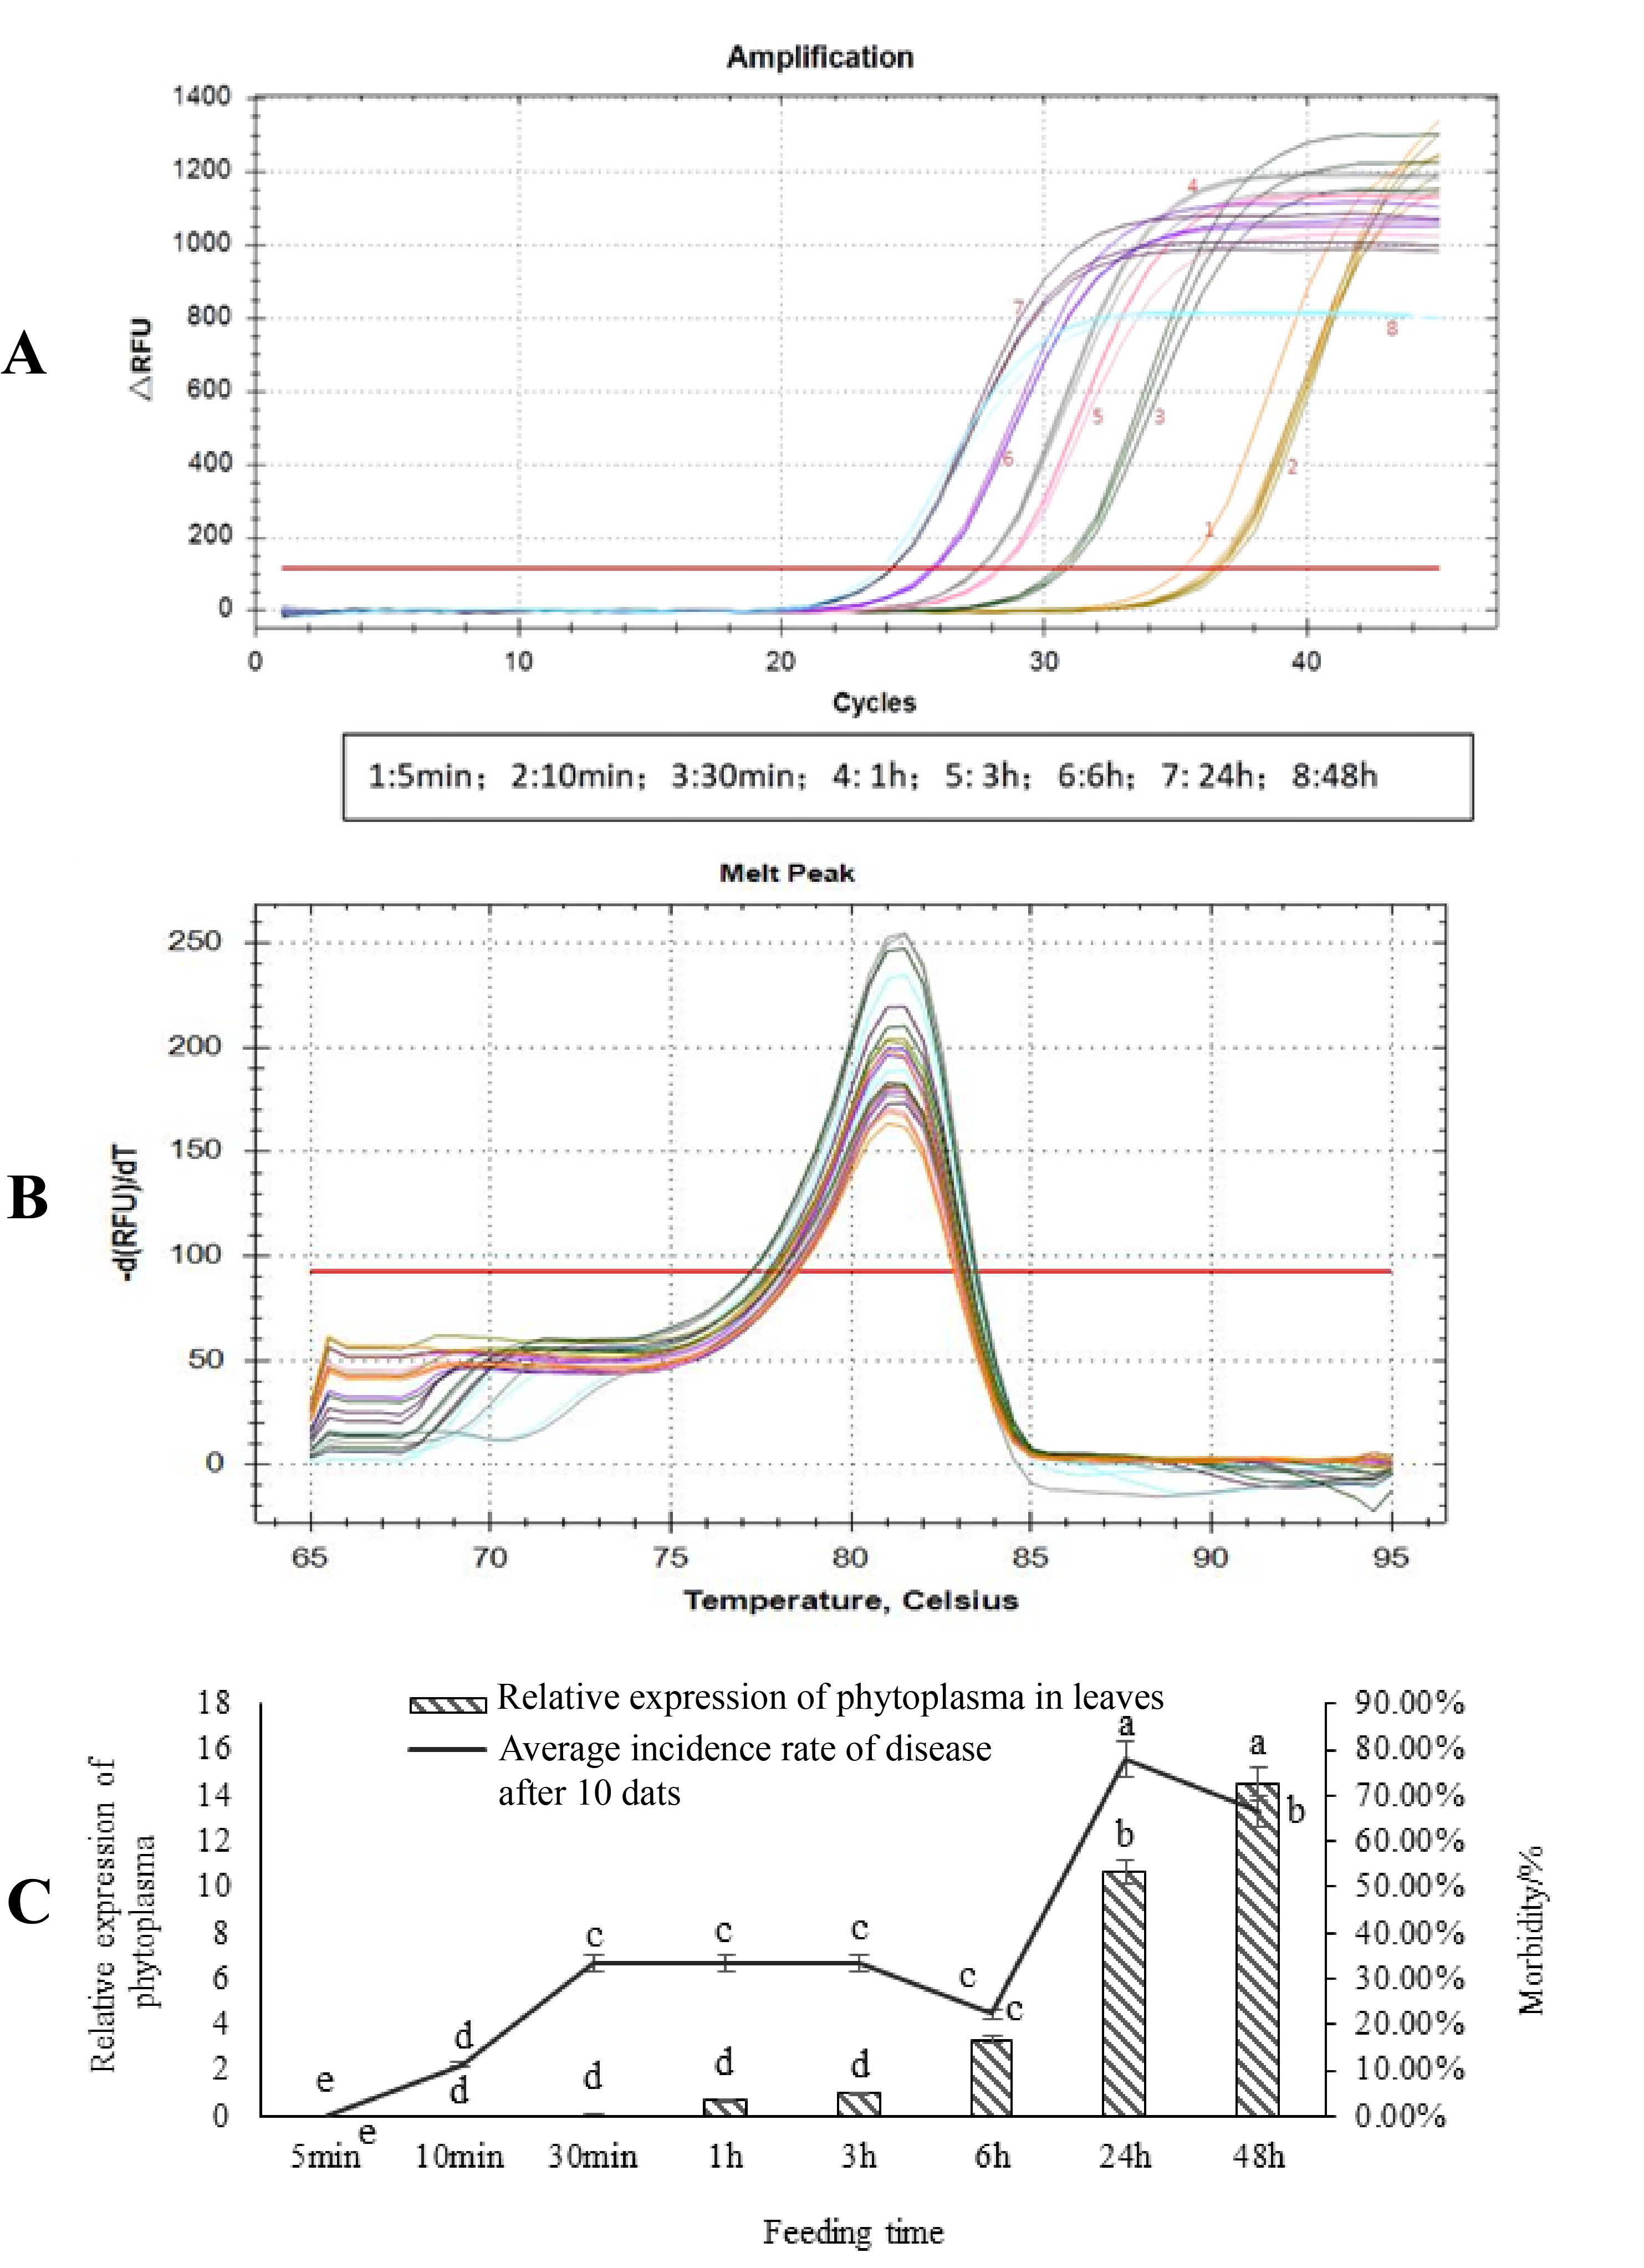 Amplification
A
△RFU
1400
1200
1000
800
600
400
200
0
4
7
8
5
3
6
2
1
0 10 20 30 40
Cycles
1:5min; 2:10min; 3:30min; 4: 1h; 5: 3h; 6:6h; 7: 24h; 8:48h
Melt Peak
B
-d(RFU)/dT
250
200
150
100
50
0
65 70 75 80 85 90 95
Temperature, Celsius
C
Relative expression of
phytoplasma
18
16
14
12
10
8
6
4
2
0
Relative expression of phytoplasma in leaves
Average incidence rate of disease
after 10 dats
a
a
b
b
c c c
c
c
d
d d d d
e
e
90.00%
80.00%
70.00%
60.00%
50.00%
40.00%
30.00%
20.00%
10.00%
0.00%
Morbidity/%
5min 10min 30min 1h 3h 6h 24h 48h
Feeding time